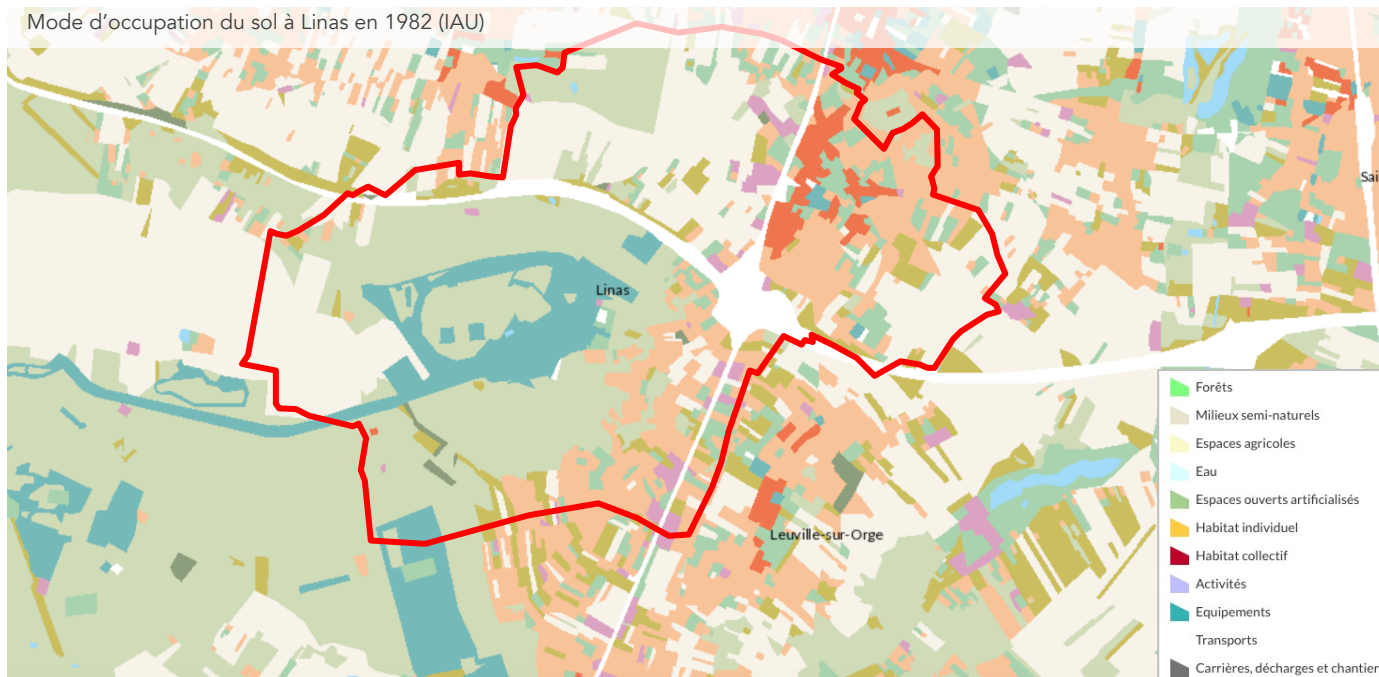 Mode d'occupation du sol à Linas en 1982 (IAU)
Sai
Linas
Leuville-sur-Orge
Forêts
Milieux semi-naturels
Espaces agricoles
Eau
Espaces ouverts artificialisés
Habitat individuel
Habitat collectif
Activités
Equipements
Transports
Carrières, décharges et chantier